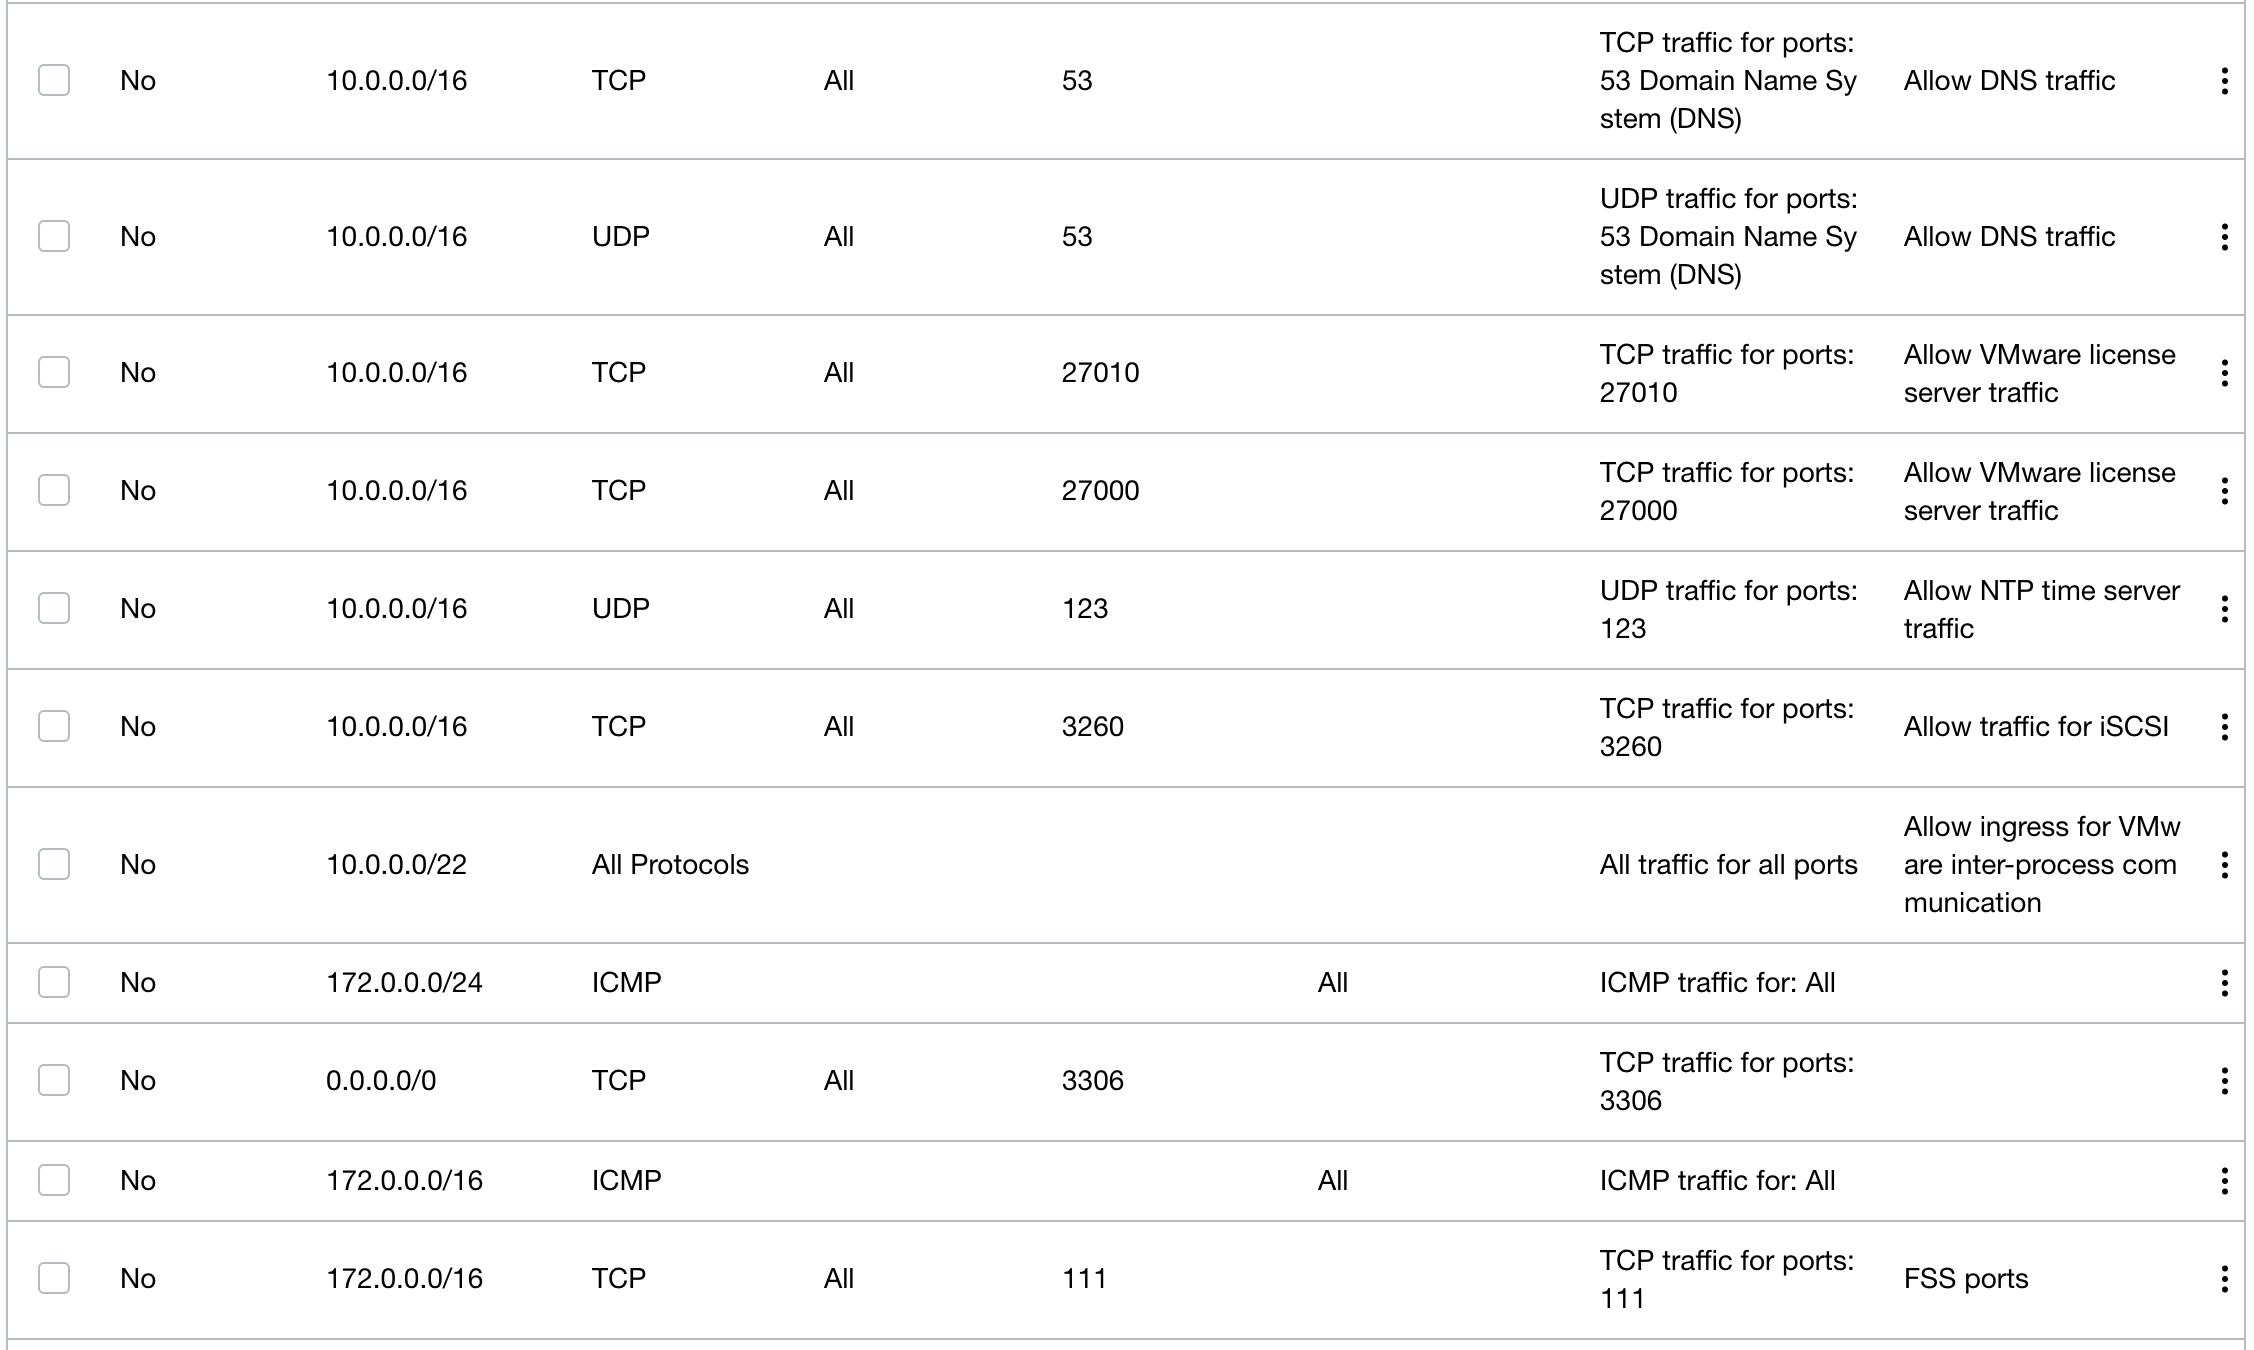 No 10.0.0.0/16 TCP All 53 TCP traffic for ports: 53 Domain Name Sy stem (DNS) Allow DNS traffic
No 10.0.0.0/16 UDP All 53 UDP traffic for ports: 53 Domain Name Sy stem (DNS) Allow DNS traffic
No 10.0.0.0/16 TCP All 27010 TCP traffic for ports: 27010 Allow VMware license server traffic
No 10.0.0.0/16 TCP All 27000 TCP traffic for ports: 27000 Allow VMware license server traffic
No 10.0.0.0/16 UDP All 123 UDP traffic for ports: 123 Allow NTP time server traffic
No 10.0.0.0/16 TCP All 3260 TCP traffic for ports: 3260 Allow traffic for iSCSI
No 10.0.0.0/22 All Protocols All traffic for all ports Allow ingress for VMw are inter-process com munication
No 172.0.0.0/24 ICMP All ICMP traffic for: All
No 0.0.0.0/0 TCP All 3306 TCP traffic for ports: 3306
No 172.0.0.0/16 ICMP All ICMP traffic for: All
No 172.0.0.0/16 TCP All 111 TCP traffic for ports: 111 FSS ports